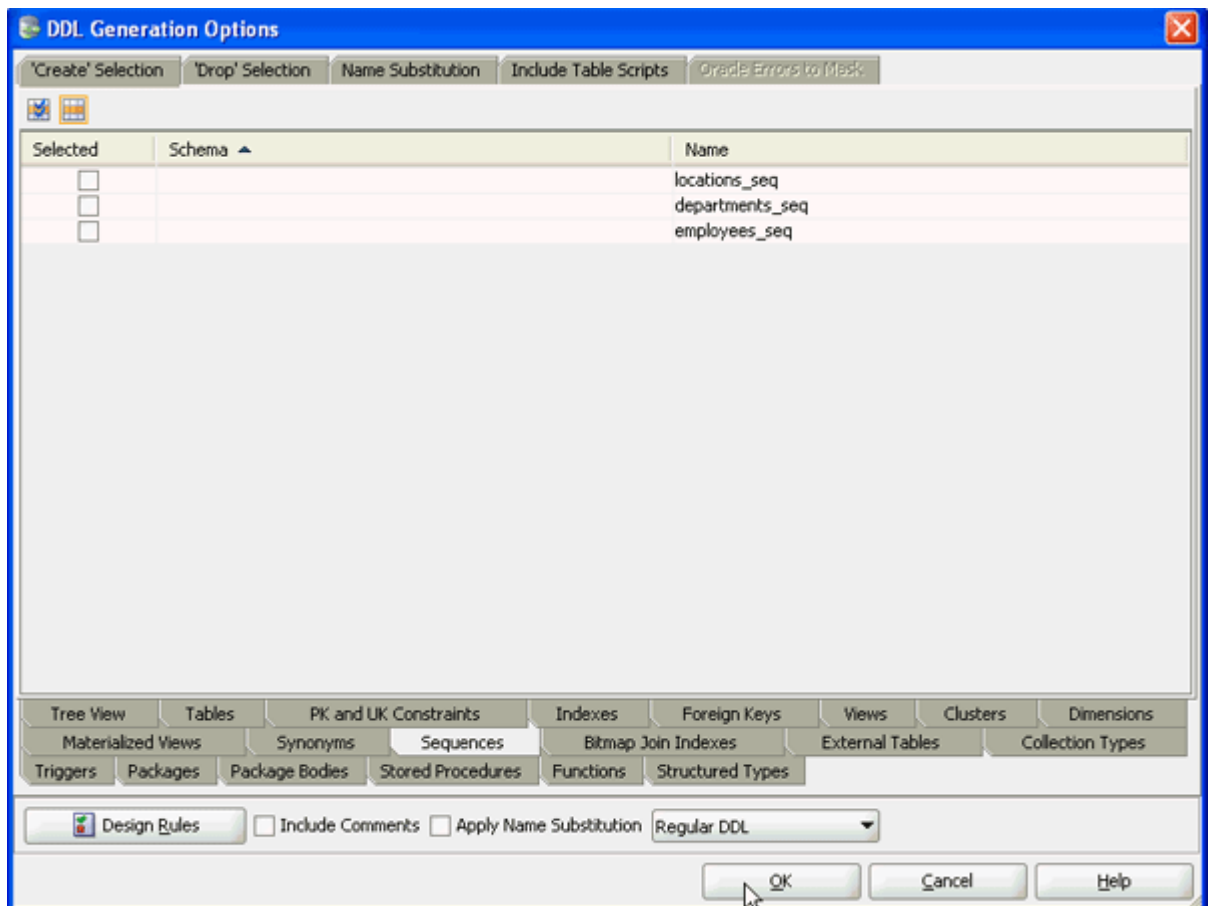 DDL Generation Options
'Create' Selection 'Drop' Selection Name Substitution Include Table Scripts Oracle Errors to Mask
Selected Schema Name
locations_seq
departments_seq
employees_seq
Tree View Tables PK and UK Constraints Indexes Foreign Keys Views Clusters Dimensions
Materialized Views Synonyms Sequences Bitmap Join Indexes External Tables Collection Types
Triggers Packages Package Bodies Stored Procedures Functions Structured Types
Design Rules Include Comments Apply Name Substitution Regular DDL
OK Cancel Help